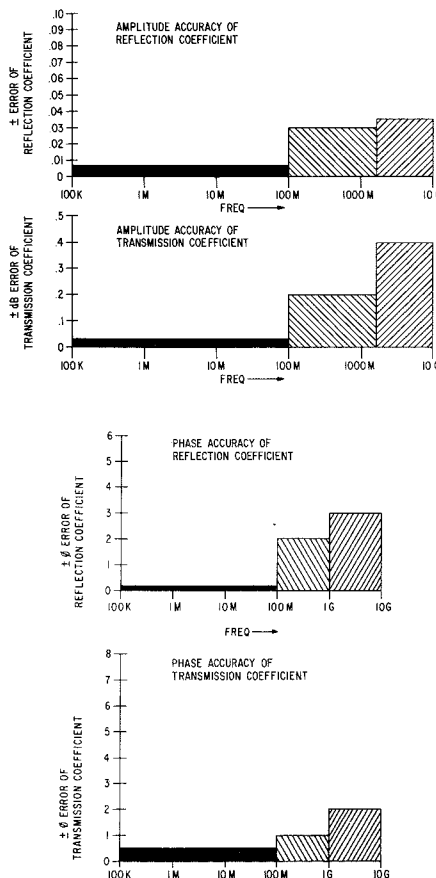 AMPLITUDE ACCURACY OF
REFLECTION COEFFICIENT
± ERROR OF
REFLECTION COEFFICIENT
.10
.09
.08
.07
.06
.05
.04
.03
.02
.01
0
100K 1M 10M 100M 1000M 10
FREQ
AMPLITUDE ACCURACY OF
TRANSMISSION COEFFICIENT
± dB ERROR OF
TRANSMISSION COEFFICIENT
.5
.4
.3
.2
.1
0
100K 1M 10M 100M 1000M 10
FREQ
PHASE ACCURACY OF
REFLECTION COEFFICIENT
± ø ERROR OF
REFLECTION COEFFICIENT
6
5
4
3
2
1
0
100K 1M 10M 100M 1G 10G
FREQ
PHASE ACCURACY OF
TRANSMISSION COEFFICIENT
± ø ERROR OF
TRANSMISSION COEFFICIENT
8
7
6
5
4
3
2
1
0
100K 1M 10M 100M 1G 10G